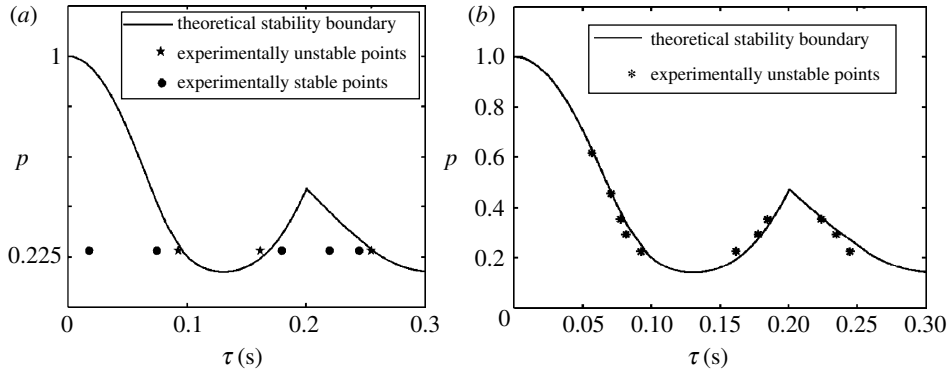 (a)
theoretical stability boundary
experimentally unstable points
experimentally stable points
1
p
0.225
0 0.1 0.2 0.3
τ (s)
(b)
theoretical stability boundary
experimentally unstable points
1.0
0.8
p 0.6
0.4
0.2
0 0.05 0.10 0.15 0.20 0.25 0.30
τ (s)